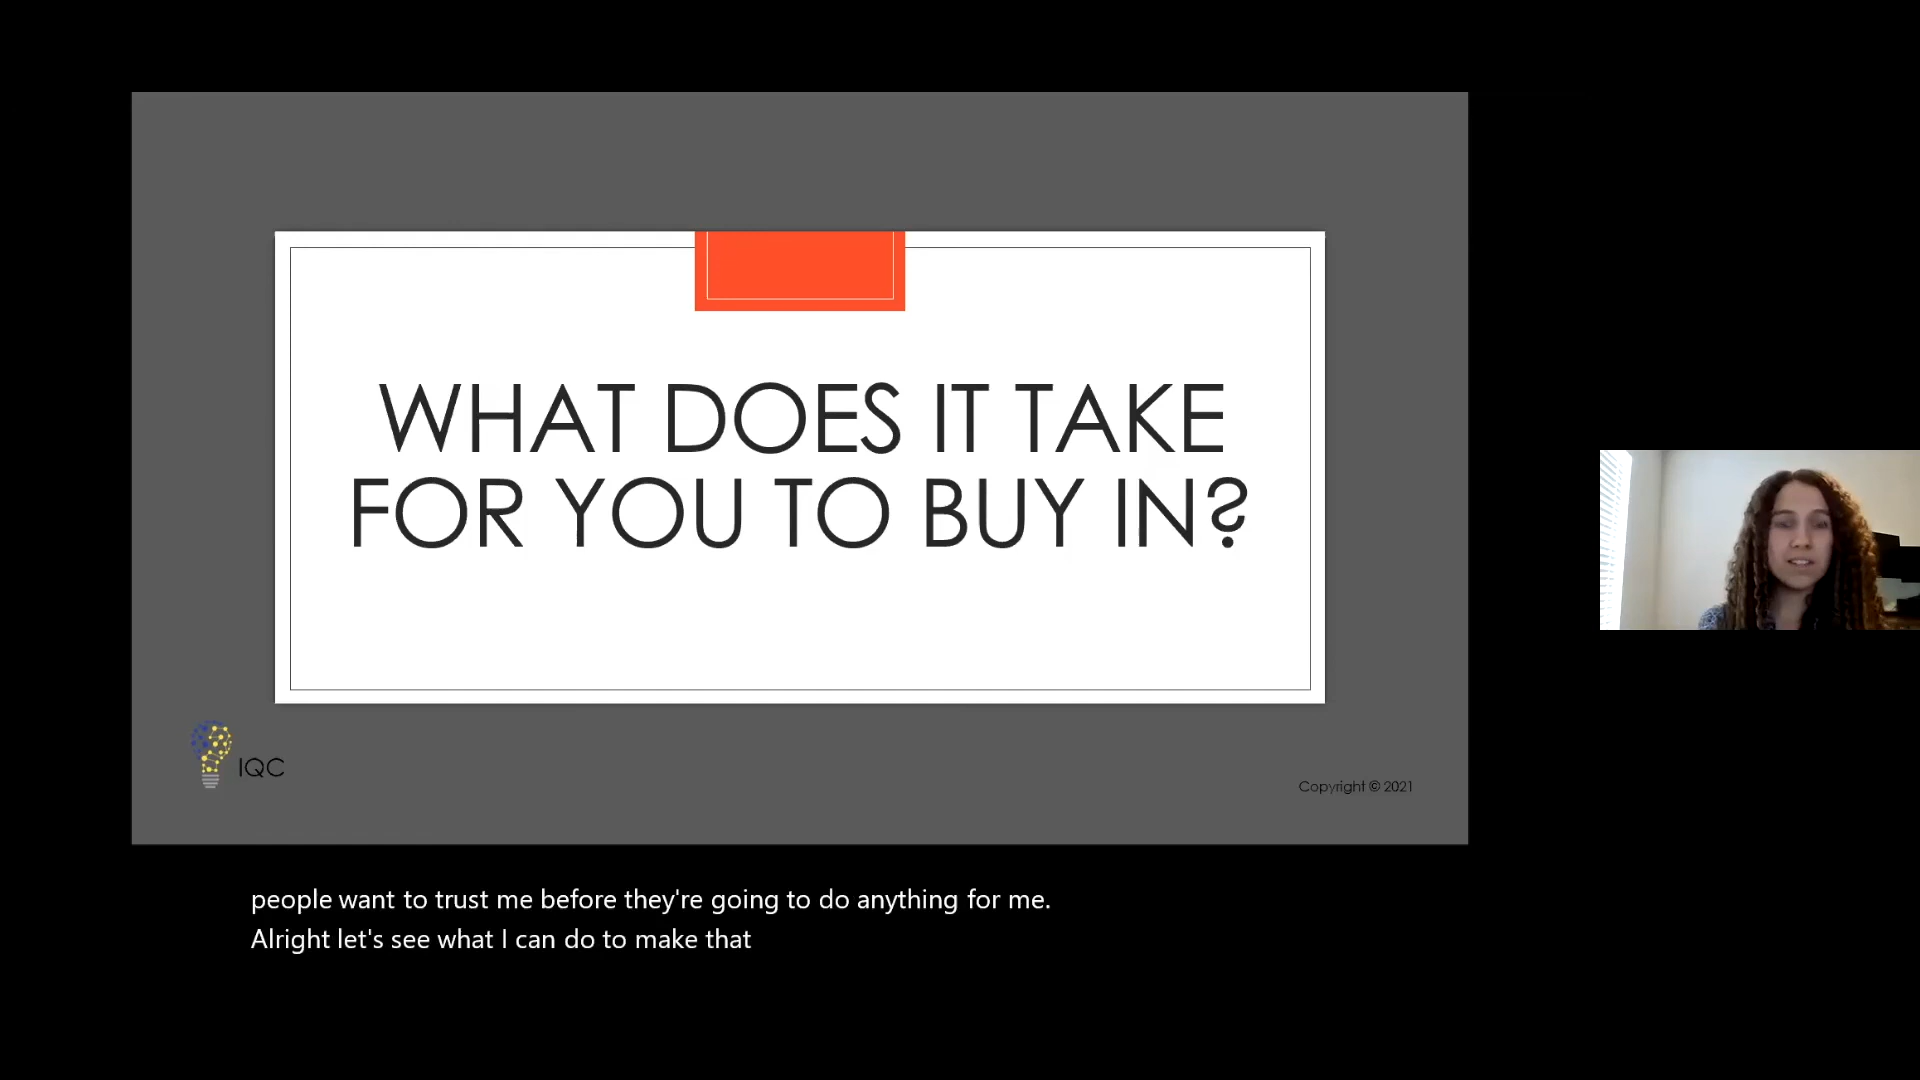 WHAT DOES IT TAKE
FOR YOU TO BUY IN?
IQC
Copyright © 2021
people want to trust me before they're going to do anything for me.
Alright let's see what I can do to make that